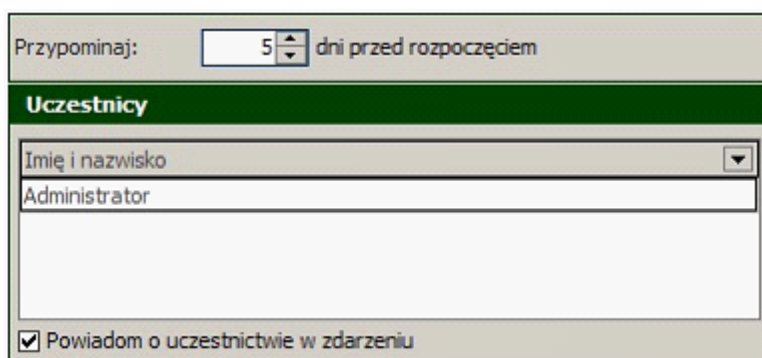 Przypominaj: 5 dni przed rozpoczęciem
Uczestnicy
Imię i nazwisko
Administrator
Powiadom o uczestnictwie w zdarzeniu